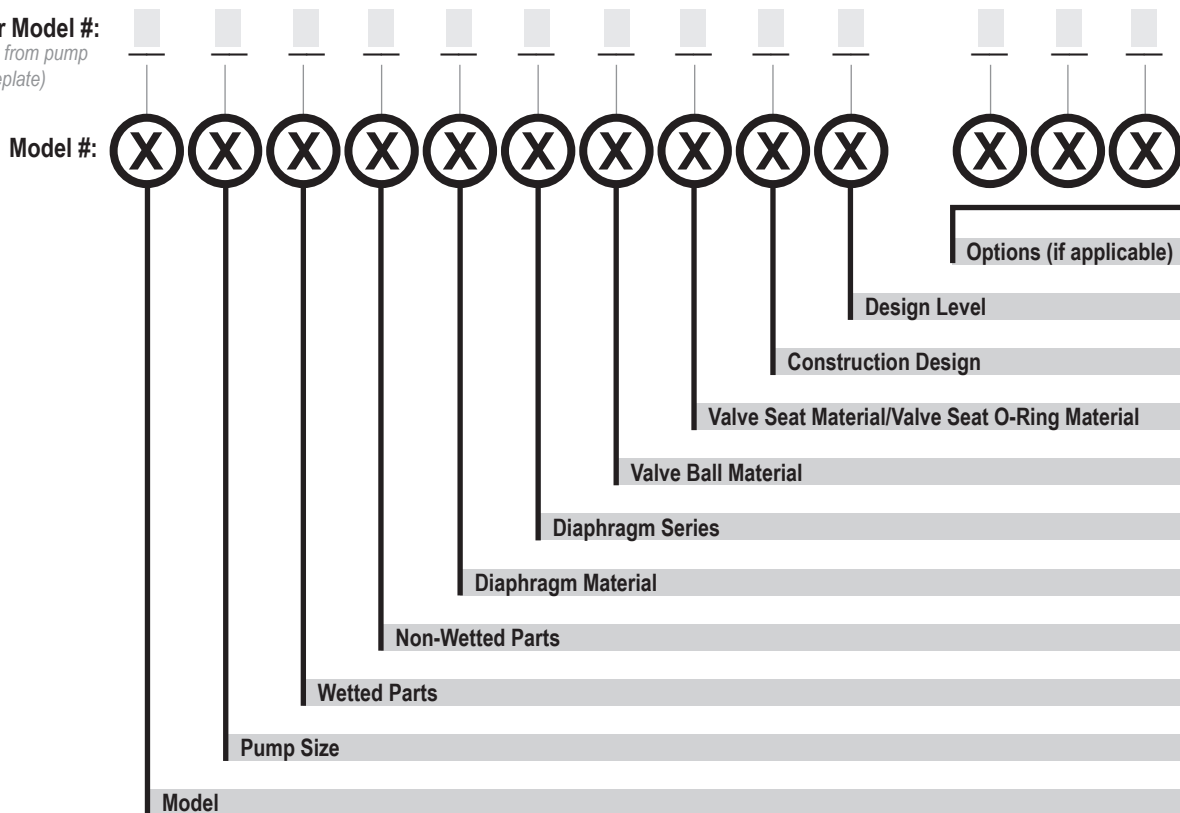 r Model #:
from pump
eplate)
Model #: X X X X X X X X X X X X X
Options (if applicable)
Design Level
Construction Design
Valve Seat Material/Valve Seat O-Ring Material
Valve Ball Material
Diaphragm Series
Diaphragm Material
Non-Wetted Parts
Wetted Parts
Pump Size
Model